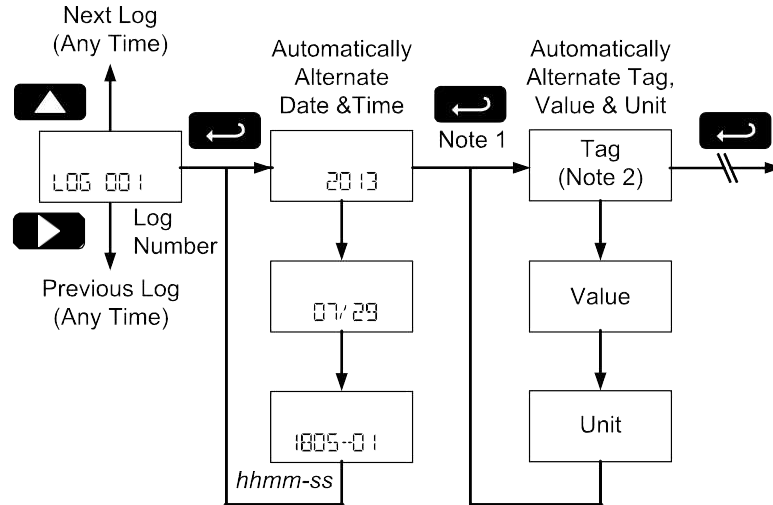 Next Log
(Any Time)
LOG 001
Log
Number
Previous Log
(Any Time)
Automatically
Alternate
Date &Time
2013
07/29
1805-01
hhmm-ss
Note 1
Automatically
Alternate Tag,
Value & Unit
Tag
(Note 2)
Value
Unit